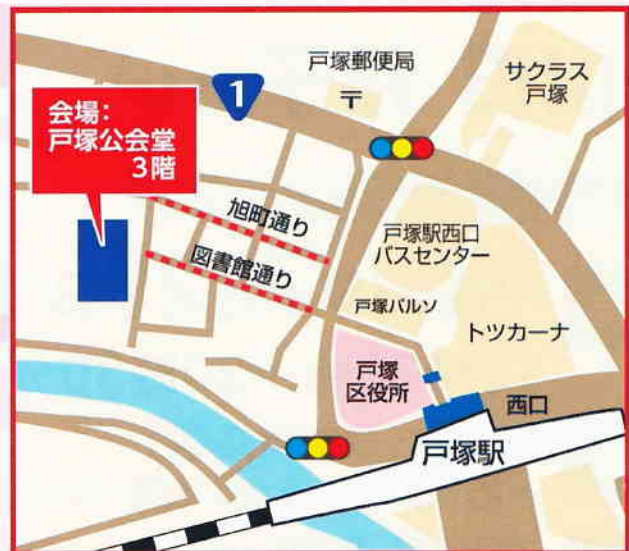 戸塚郵便局
〒
サクラス
戸塚
1
会場：
戸塚公会堂
3階
旭町通り
図書館通り
戸塚駅西口
バスセンター
戸塚パルソ
トツカーナ
戸塚
区役所
西口
戸塚駅